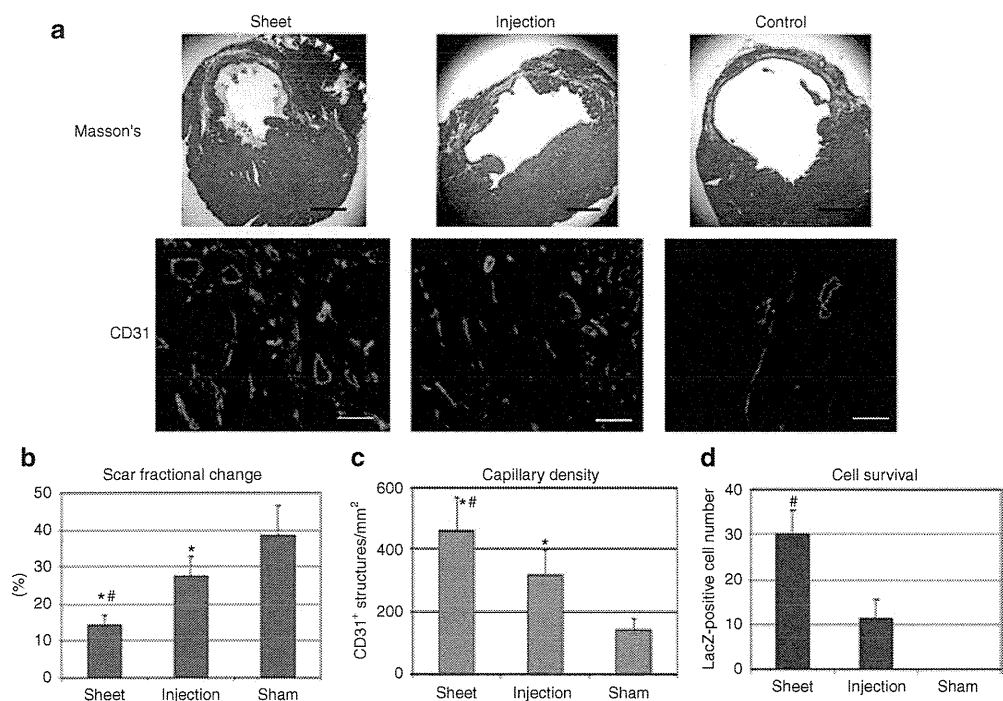 a
Sheet Injection Control
Masson's
CD31
b
Scar fractional change
(%)
50
40
30
20
10
0
* #
*
Sheet Injection Sham
c
Capillary density
CD31⁺ structures/mm²
600
400
200
0
* #
*
Sheet Injection Sham
d
Cell survival
LacZ-positive cell number
40
30
20
10
0
#
Sheet Injection Sham